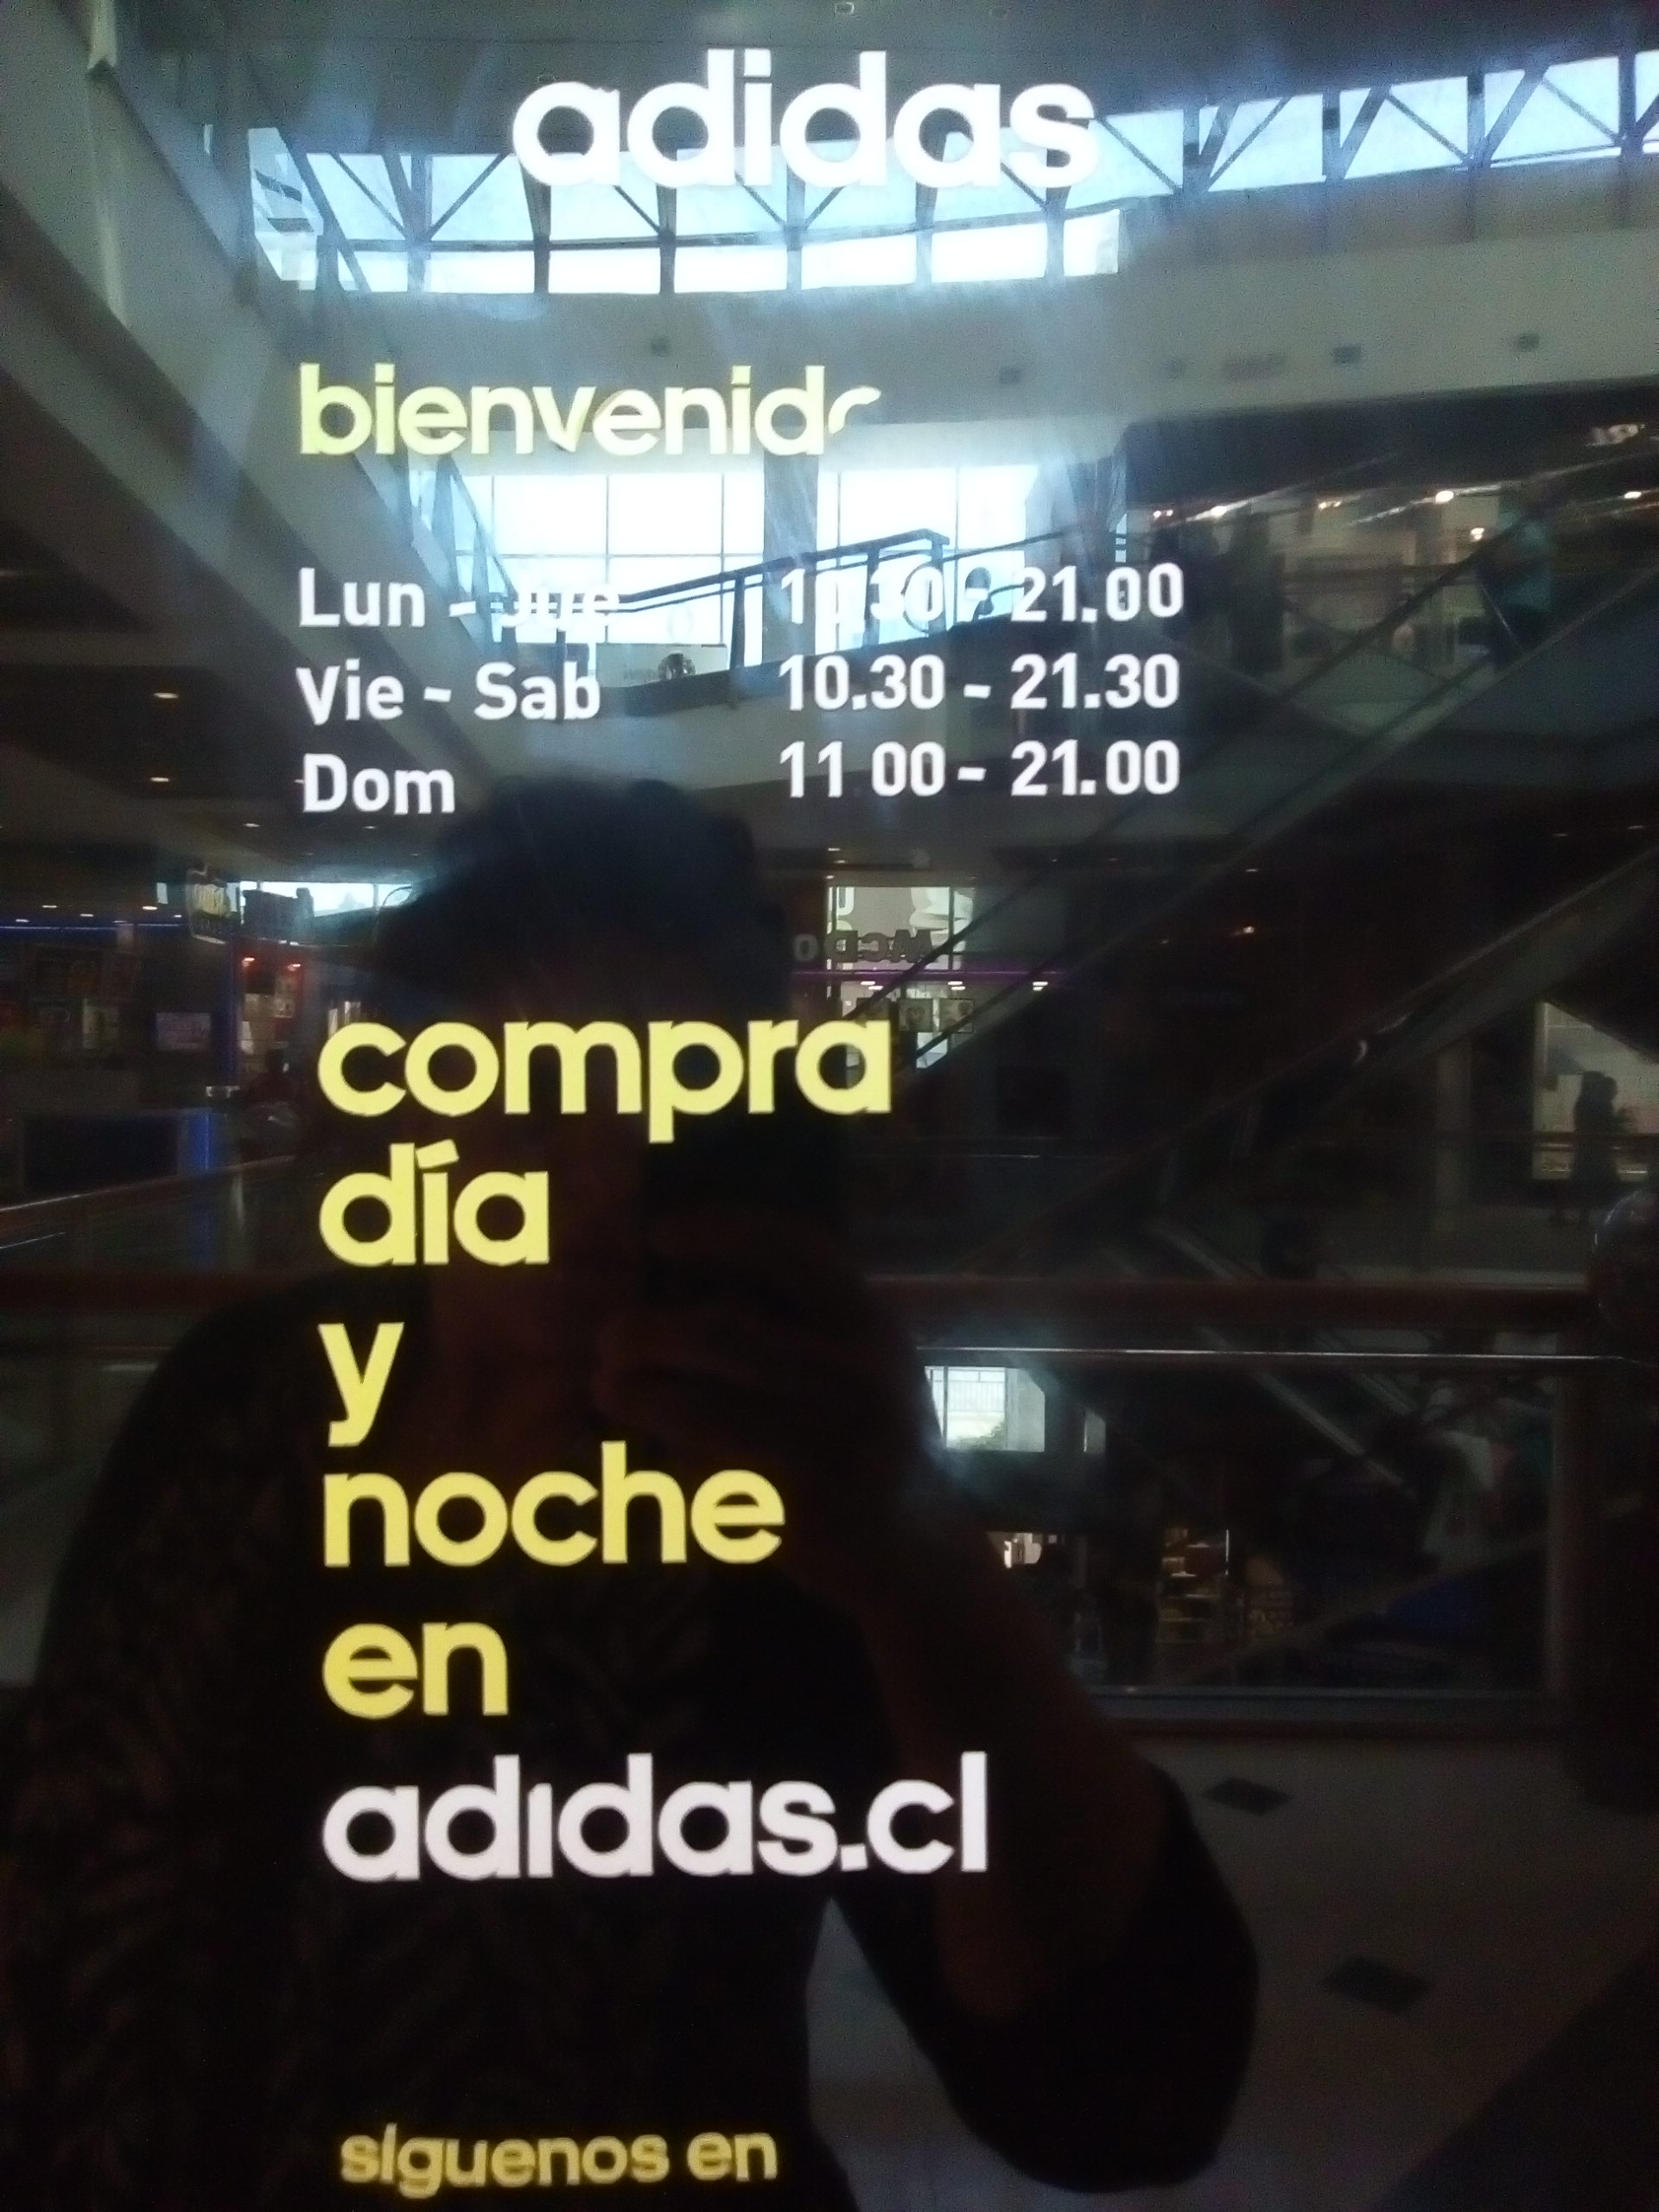 adidas
bienvenido
Lun - Jue 10.30 - 21.00
Vie - Sab 10.30 - 21.30
Dom 11 00 - 21.00
compra
día
y
noche
en
adidas.cl
síguenos en